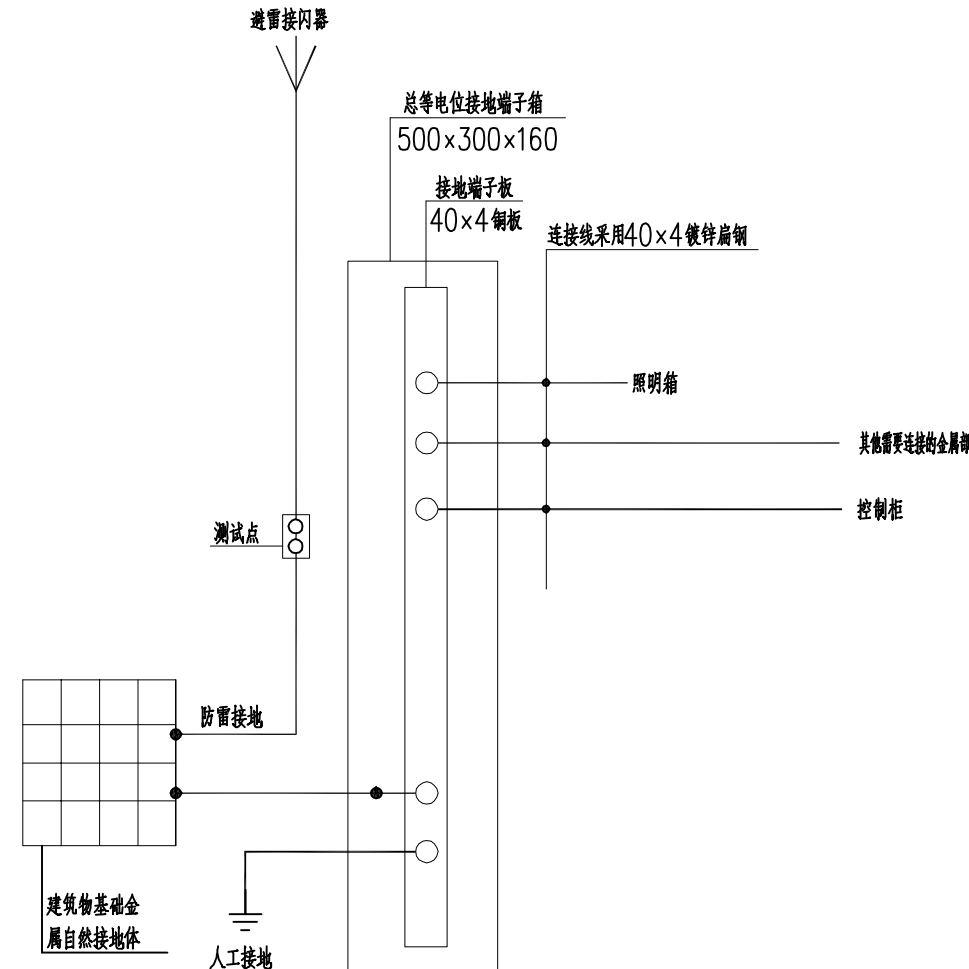 避雷接闪器
总等电位接地端子箱
500×300×160
接地端子板
40×4铜板
连接线采用40×4镀锌扁钢
照明箱
其他需要连接的金属部
控制柜
测试点
防雷接地
建筑物基础金
属自然接地体
人工接地